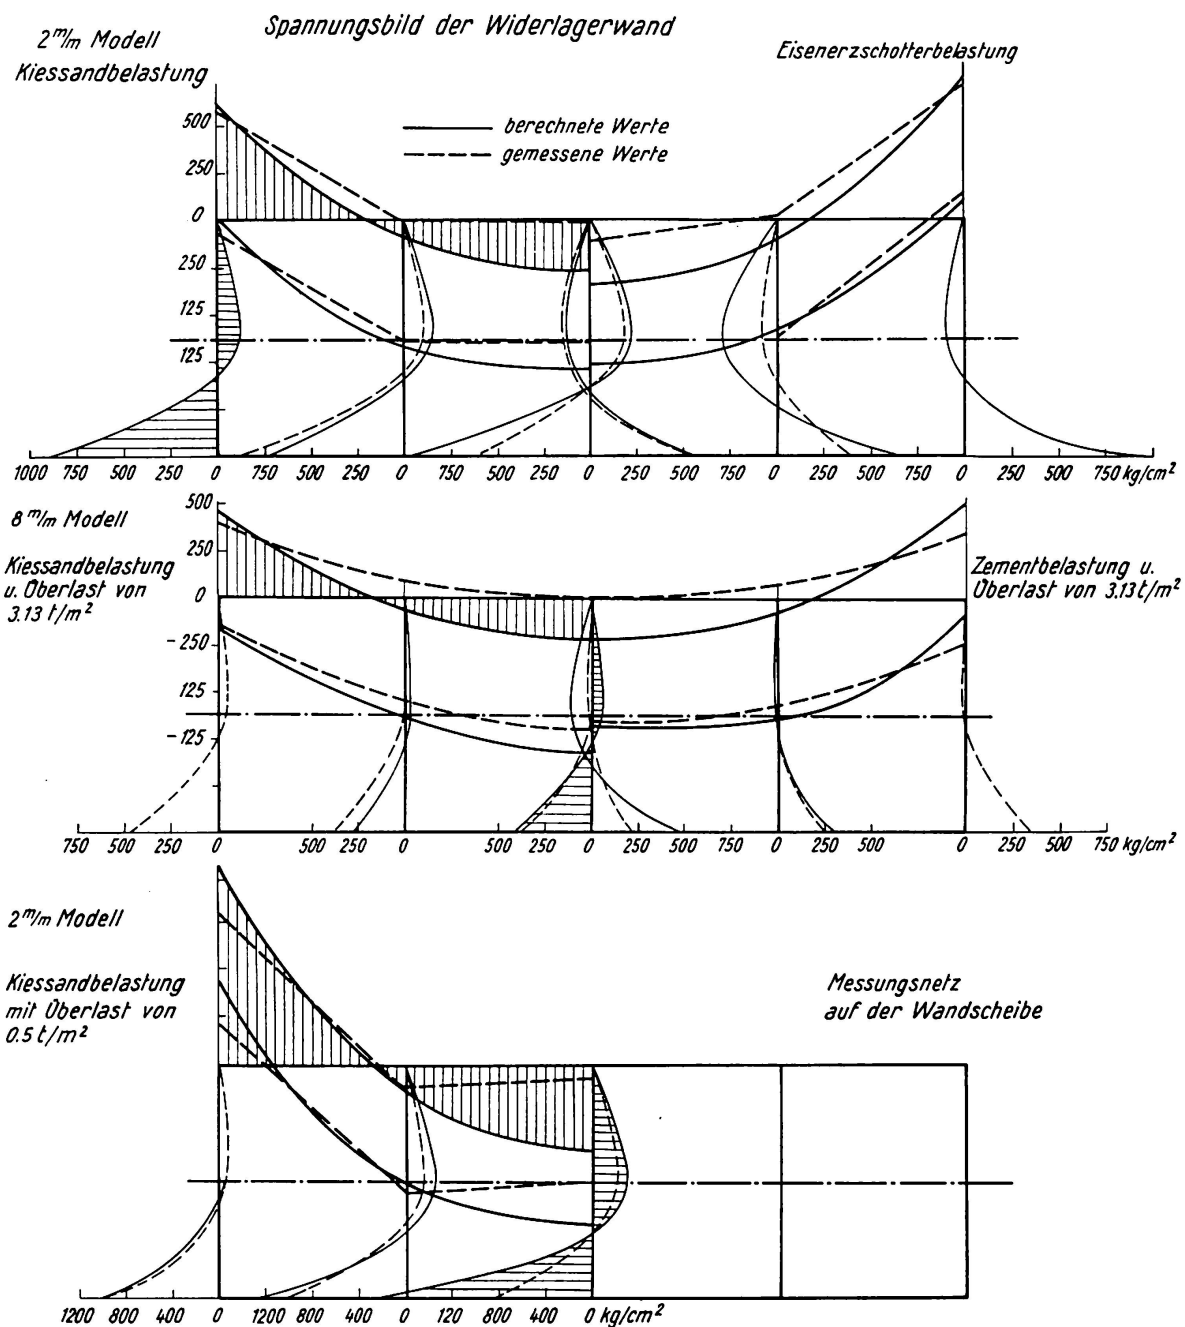 Spannungsbild der Widerlagerwand
2 m/m Modell
Kiessandbelastung
Eisenerzschotterbelastung
berechnete Werte
gemessene Werte
500
250
0
250
125
125
1000 750 500 250 0 750 500 250 0 750 500 250 0 250 500 750 0 250 500 750 0 250 500 750 kg/cm²
8 m/m Modell
Kiessandbelastung
u. Überlast von
3.13 t/m²
Zementbelastung u.
Überlast von 3.13 t/m²
500
250
0
-250
125
-125
750 500 250 0 500 250 0 500 250 0 250 500 0 250 500 0 250 500 750 kg/cm²
2 m/m Modell
Kiessandbelastung
mit Überlast von
0.5 t/m²
Messungsnetz
auf der Wandscheibe
1200 800 400 0 1200 800 400 0 120 800 400 0 kg/cm²